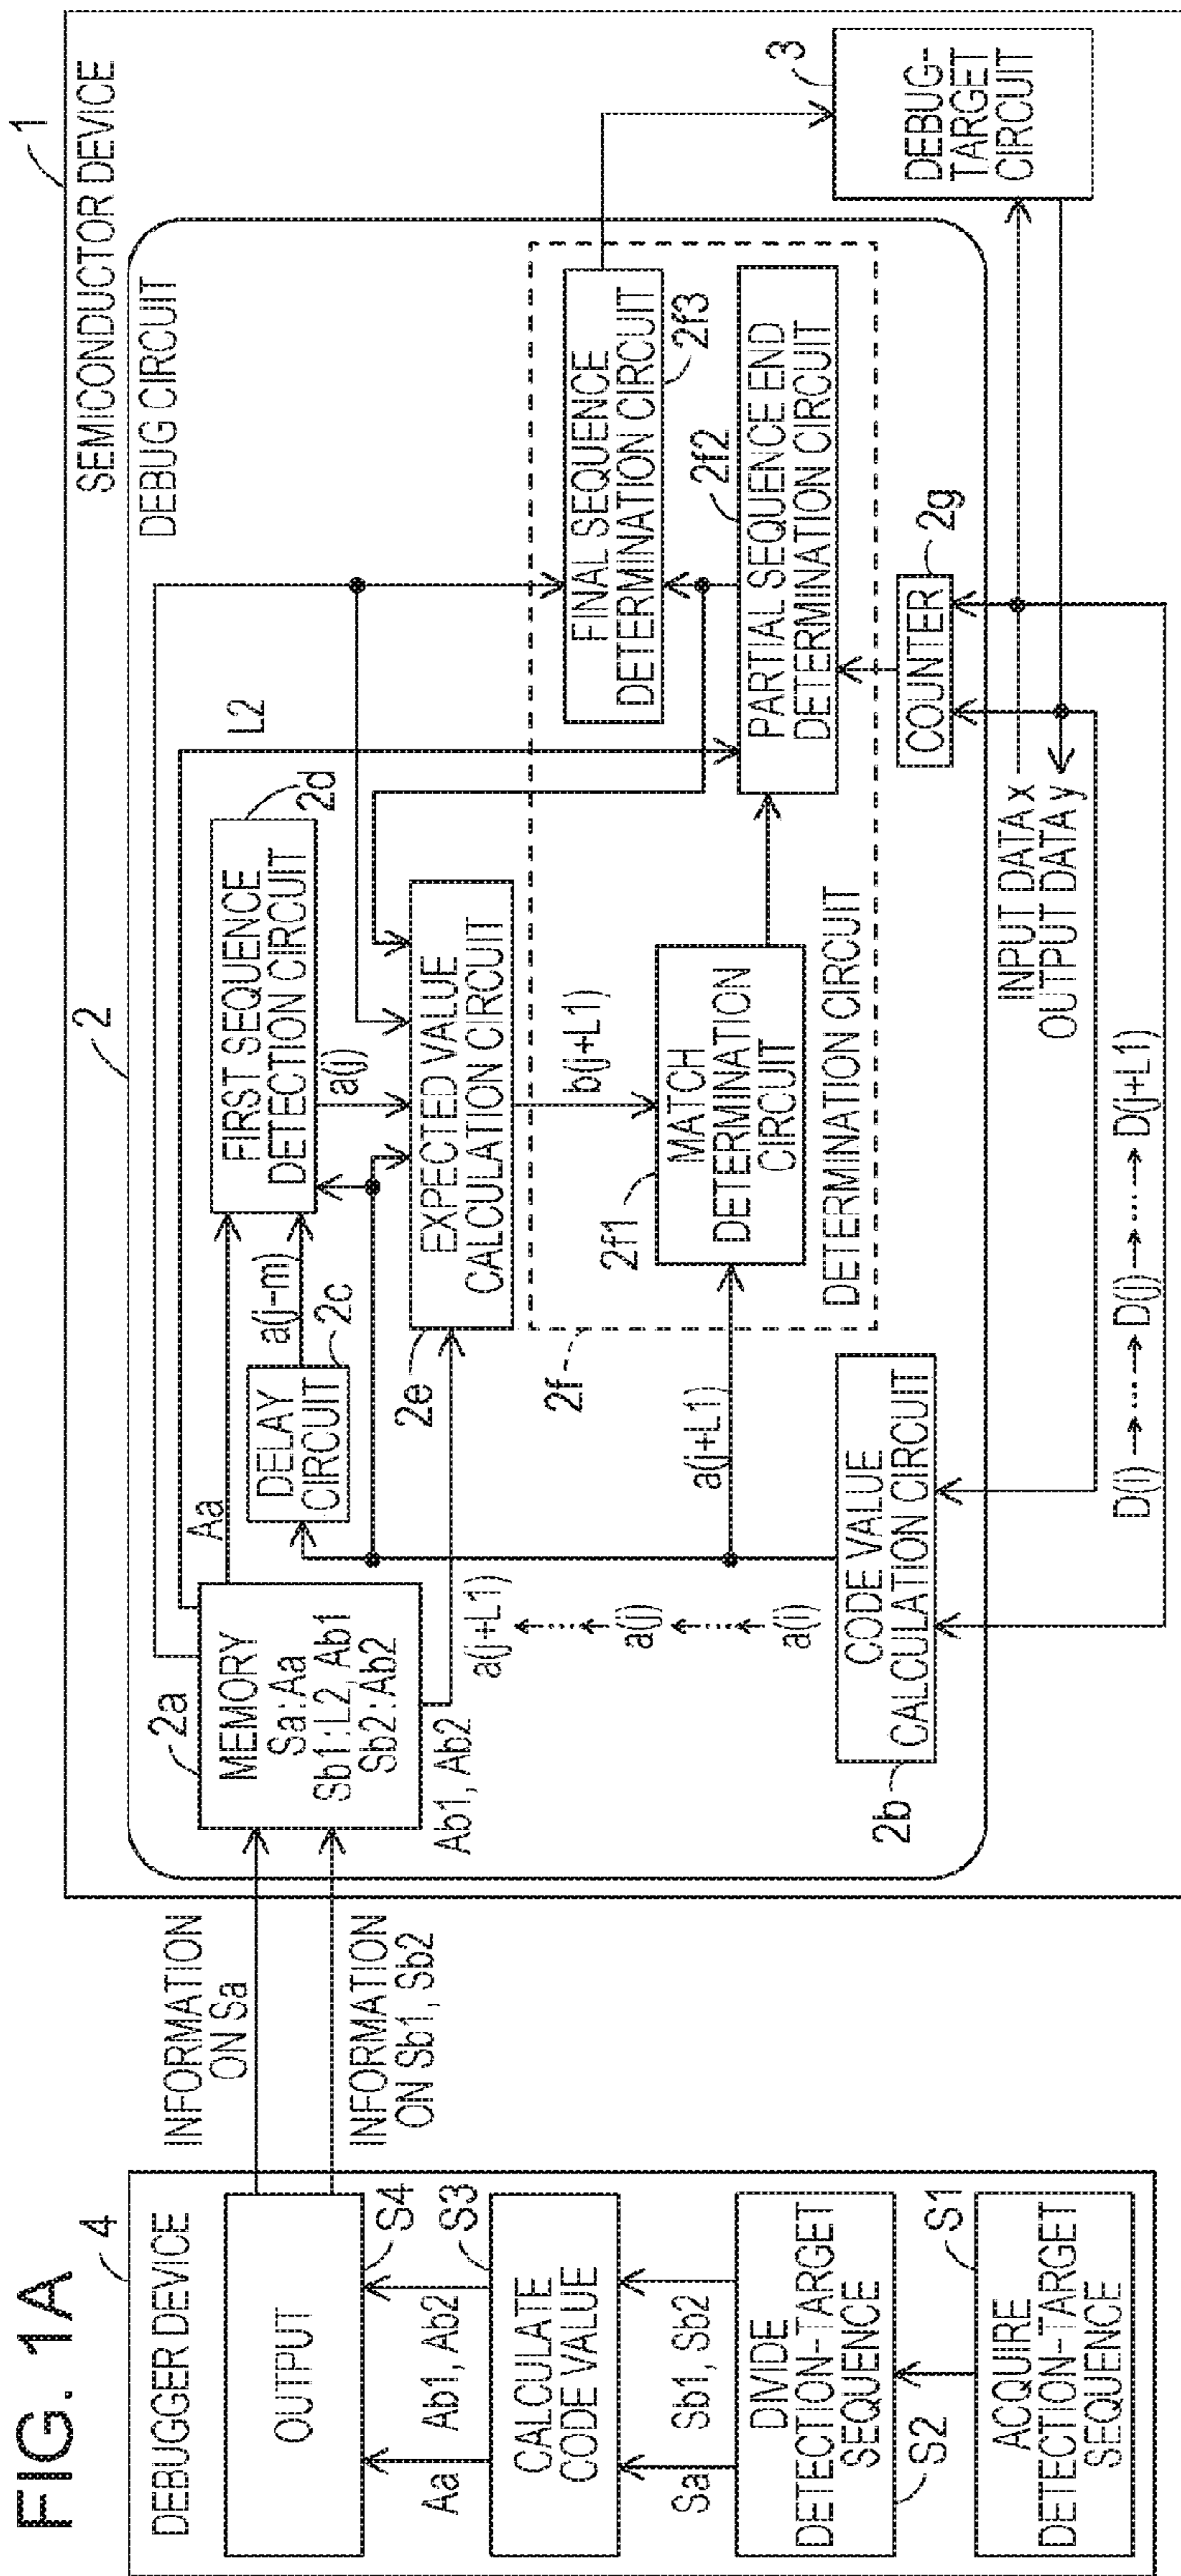 FIG. 1A
4
DEBUGGER DEVICE
OUTPUT
S4
Aa
Ab1, Ab2
CALCULATE
CODE VALUE
S3
Sa
Sb1, Sb2
DIVIDE
DETECTION-TARGET
SEQUENCE
S2
ACQUIRE
DETECTION-TARGET
SEQUENCE
S1
INFORMATION
ON Sa
INFORMATION
ON Sb1, Sb2
1
SEMICONDUCTOR DEVICE
2
DEBUG CIRCUIT
2a
MEMORY
Sa:Aa
Sb1:L2, Ab1
Sb2:Ab2
Ab1, Ab2
Aa
L2
DELAY
CIRCUIT
2c
a(j-m)
FIRST SEQUENCE
DETECTION CIRCUIT
2d
a(j)
2e
EXPECTED VALUE
CALCULATION CIRCUIT
b(j+L1)
a(j+L1)
a(j)
a(i)
a(j+L1)
2f
2f1
MATCH
DETERMINATION
CIRCUIT
DETERMINATION CIRCUIT
FINAL SEQUENCE
DETERMINATION CIRCUIT
2f3
2f2
PARTIAL SEQUENCE END
DETERMINATION CIRCUIT
2b
CODE VALUE
CALCULATION CIRCUIT
COUNTER
2g
3
DEBUG-
TARGET
CIRCUIT
INPUT DATA x
OUTPUT DATA y
D(i) D(j) D(j+L1)